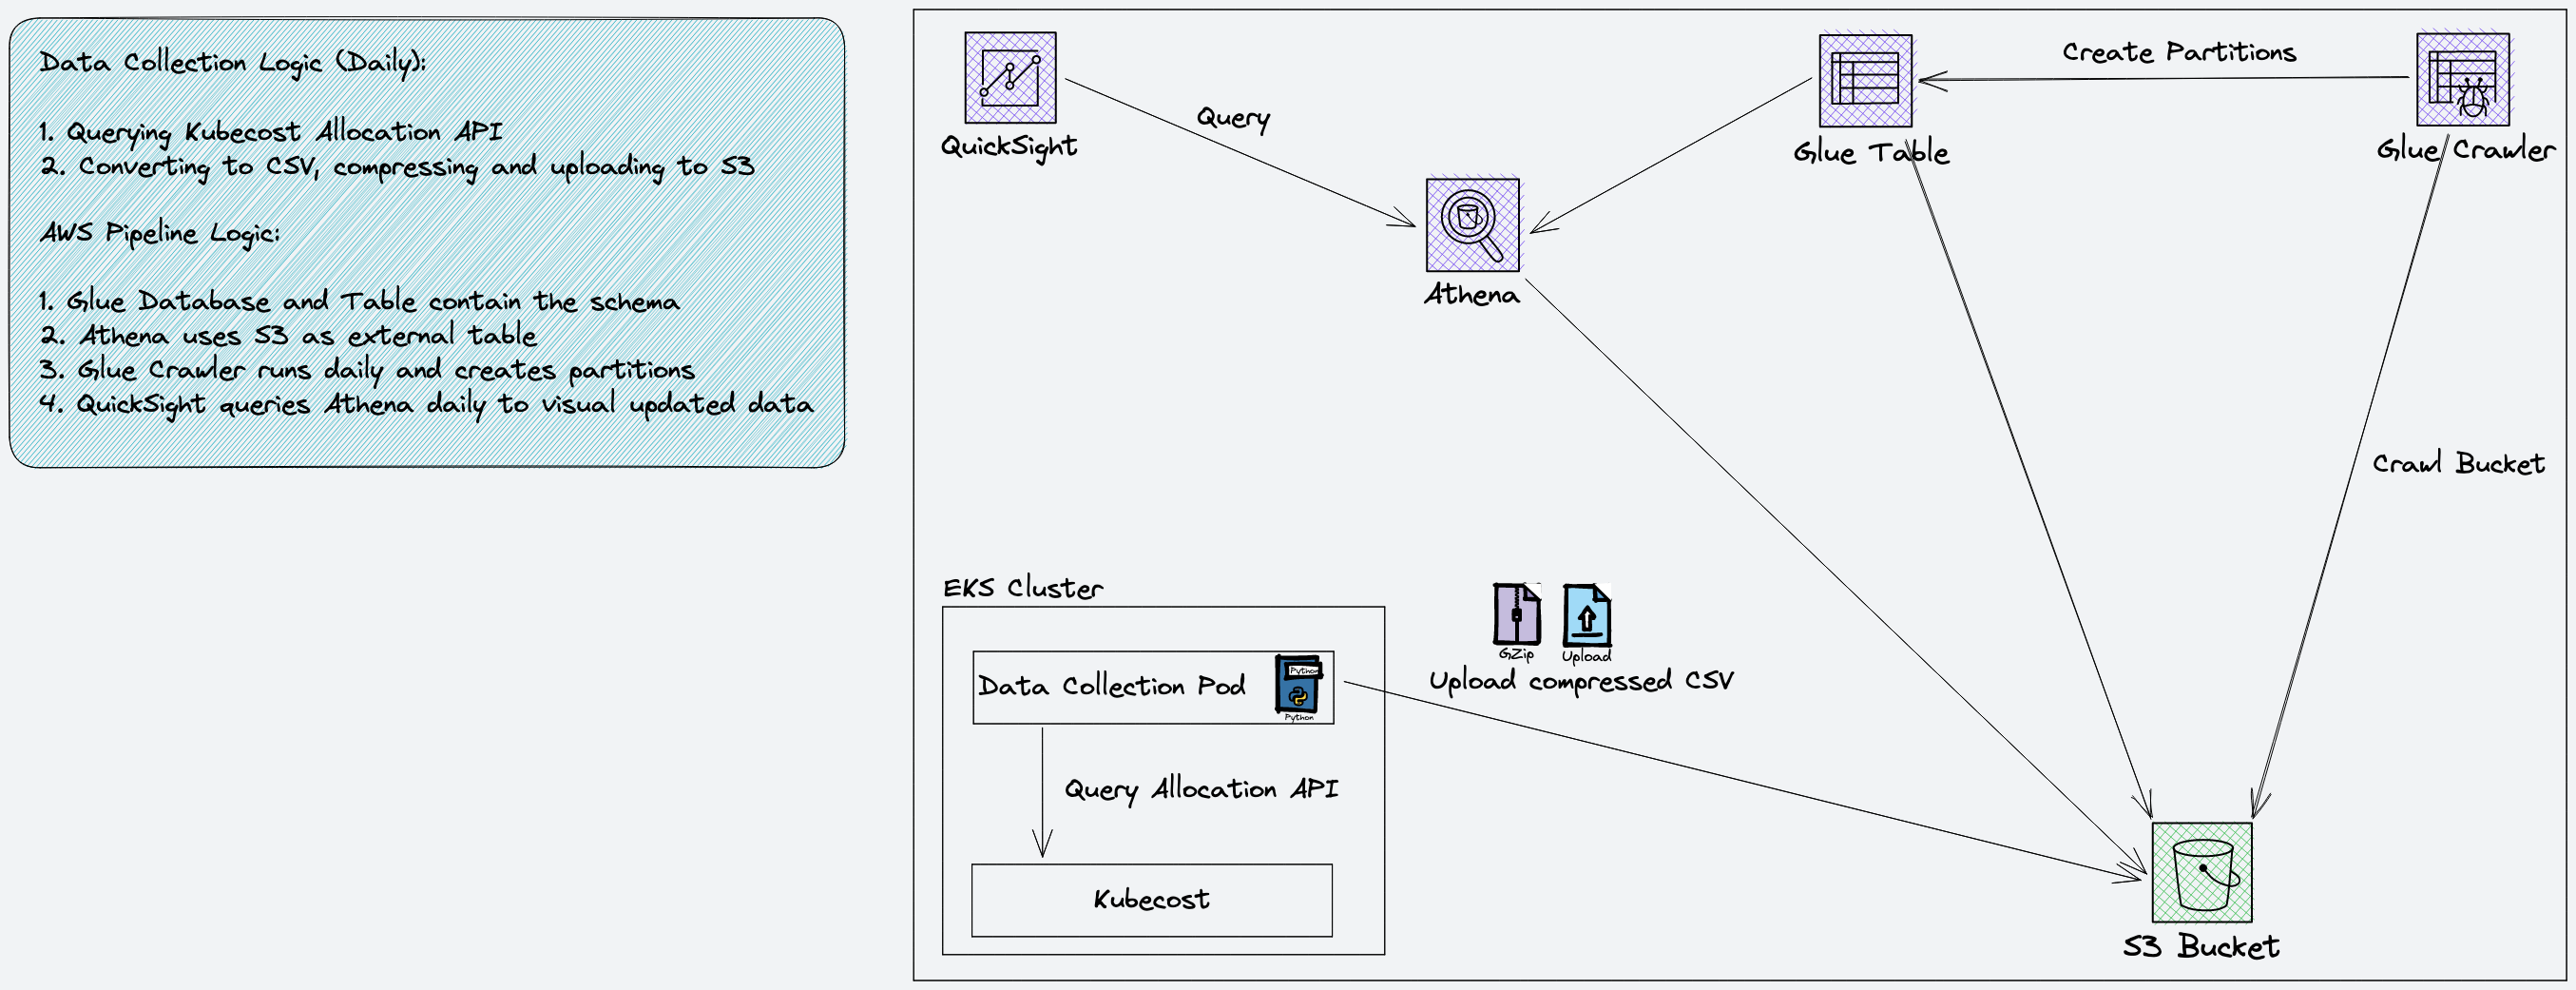 Data Collection Logic (Daily):
1. Querying Kubecost Allocation API
2. Converting to CSV, compressing and uploading to S3
AWS Pipeline Logic:
1. Glue Database and Table contain the schema
2. Athena uses S3 as external table
3. Glue Crawler runs daily and creates partitions
4. QuickSight queries Athena daily to visual updated data
QuickSight
Query
Athena
Glue Table
Create Partitions
Glue Crawler
Crawl Bucket
EKS Cluster
Data Collection Pod
Python
Python
Query Allocation API
Kubecost
GZip
Upload
Upload compressed CSV
S3 Bucket